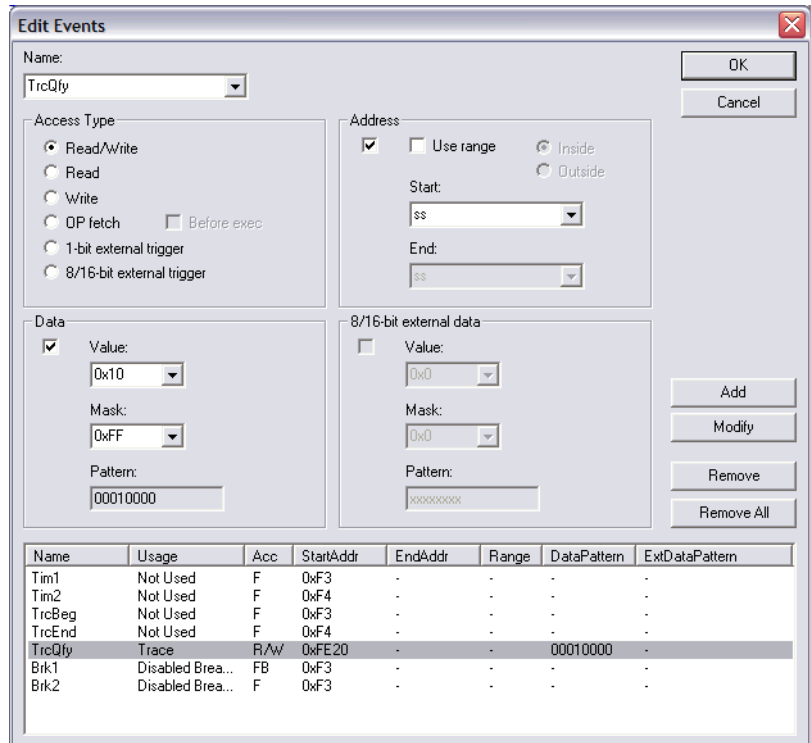 Edit Events
Name:
TrcQfy
OK
Cancel
Access Type
Read/Write
Read
Write
OP fetch
Before exec
1-bit external trigger
8/16-bit external trigger
Address
Use range
Inside
Outside
Start:
ss
End:
ss
Data
Value:
0x10
Mask:
0xFF
Pattern:
00010000
8/16-bit external data
Value:
0x0
Mask:
0x0
Pattern:
xxxxxxxx
Add
Modify
Remove
Remove All
Name Usage Acc StartAddr EndAddr Range DataPattern ExtDataPattern
Tim1 Not Used F 0xF3 - - - -
Tim2 Not Used F 0xF4 - - - -
TrcBeg Not Used F 0xF3 - - - -
TrcEnd Not Used F 0xF4 - - - -
TrcQfy Trace R/W 0xFE20 - - 00010000 -
Brk1 Disabled Brea... FB 0xF3 - - - -
Brk2 Disabled Brea... F 0xF3 - - - -